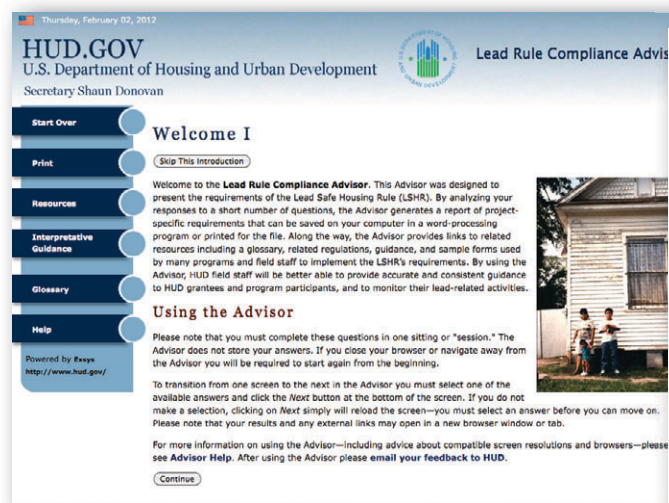 Thursday, February 02, 2012
HUD.GOV
U.S. Department of Housing and Urban Development
Secretary Shaun Donovan
U.S. DEPARTMENT OF HOUSING AND URBAN DEVELOPMENT
Lead Rule Compliance Advis
Start Over
Print
Resources
Interpretative
Guidance
Glossary
Help
Powered by Exsys
http://www.hud.gov/
Welcome I
Skip This Introduction
Welcome to the Lead Rule Compliance Advisor. This Advisor was designed to
present the requirements of the Lead Safe Housing Rule (LSHR). By analyzing your
responses to a short number of questions, the Advisor generates a report of project-
specific requirements that can be saved on your computer in a word-processing
program or printed for the file. Along the way, the Advisor provides links to related
resources including a glossary, related regulations, guidance, and sample forms used
by many programs and field staff to implement the LSHR's requirements. By using the
Advisor, HUD field staff will be better able to provide accurate and consistent guidance
to HUD grantees and program participants, and to monitor their lead-related activities.
Using the Advisor
Please note that you must complete these questions in one sitting or "session." The
Advisor does not store your answers. If you close your browser or navigate away from
the Advisor you will be required to start again from the beginning.
To transition from one screen to the next in the Advisor you must select one of the
available answers and click the Next button at the bottom of the screen. If you do not
make a selection, clicking on Next simply will reload the screen—you must select an answer before you can move on.
Please note that your results and any external links may open in a new browser window or tab.
For more information on using the Advisor—including advice about compatible screen resolutions and browsers—please
see Advisor Help. After using the Advisor please email your feedback to HUD.
Continue